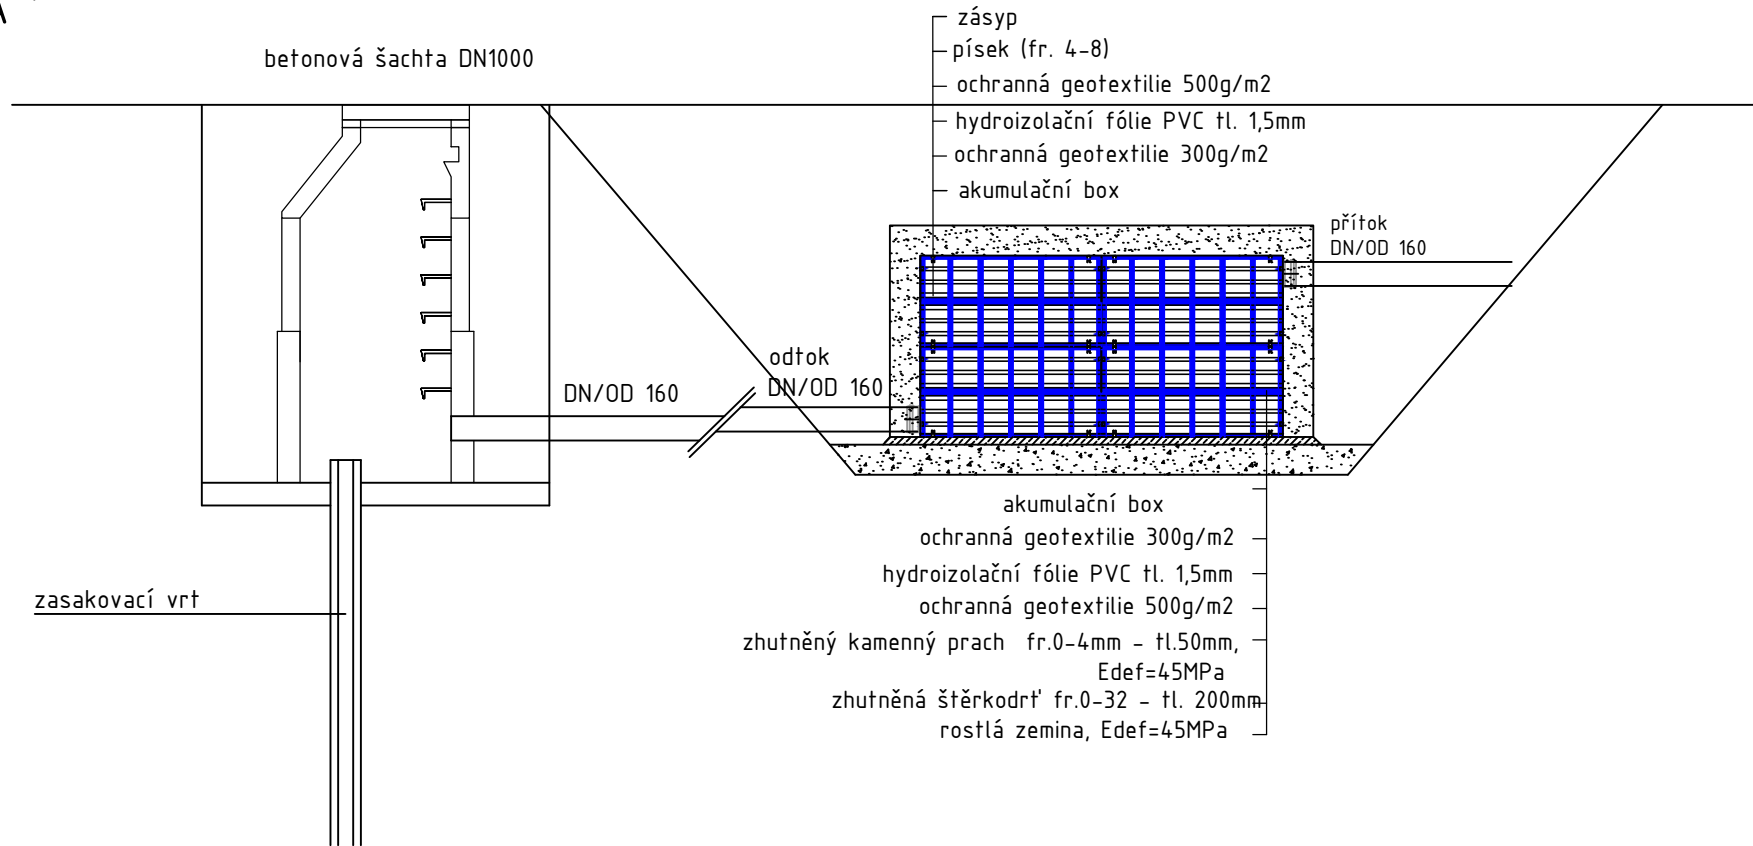 betonová šachta DN1000
zásyp
písek (fr. 4-8)
ochranná geotextilie 500g/m2
hydroizolační fólie PVC tl. 1,5mm
ochranná geotextilie 300g/m2
akumulační box
přítok
DN/OD 160
odtok
DN/OD 160
DN/OD 160
zasakovací vrt
akumulační box
ochranná geotextilie 300g/m2
hydroizolační fólie PVC tl. 1,5mm
ochranná geotextilie 500g/m2
zhutněný kamenný prach fr.0-4mm - tl.50mm,
Edef=45MPa
zhutněná štěrkodrť fr.0-32 - tl. 200mm
rostlá zemina, Edef=45MPa